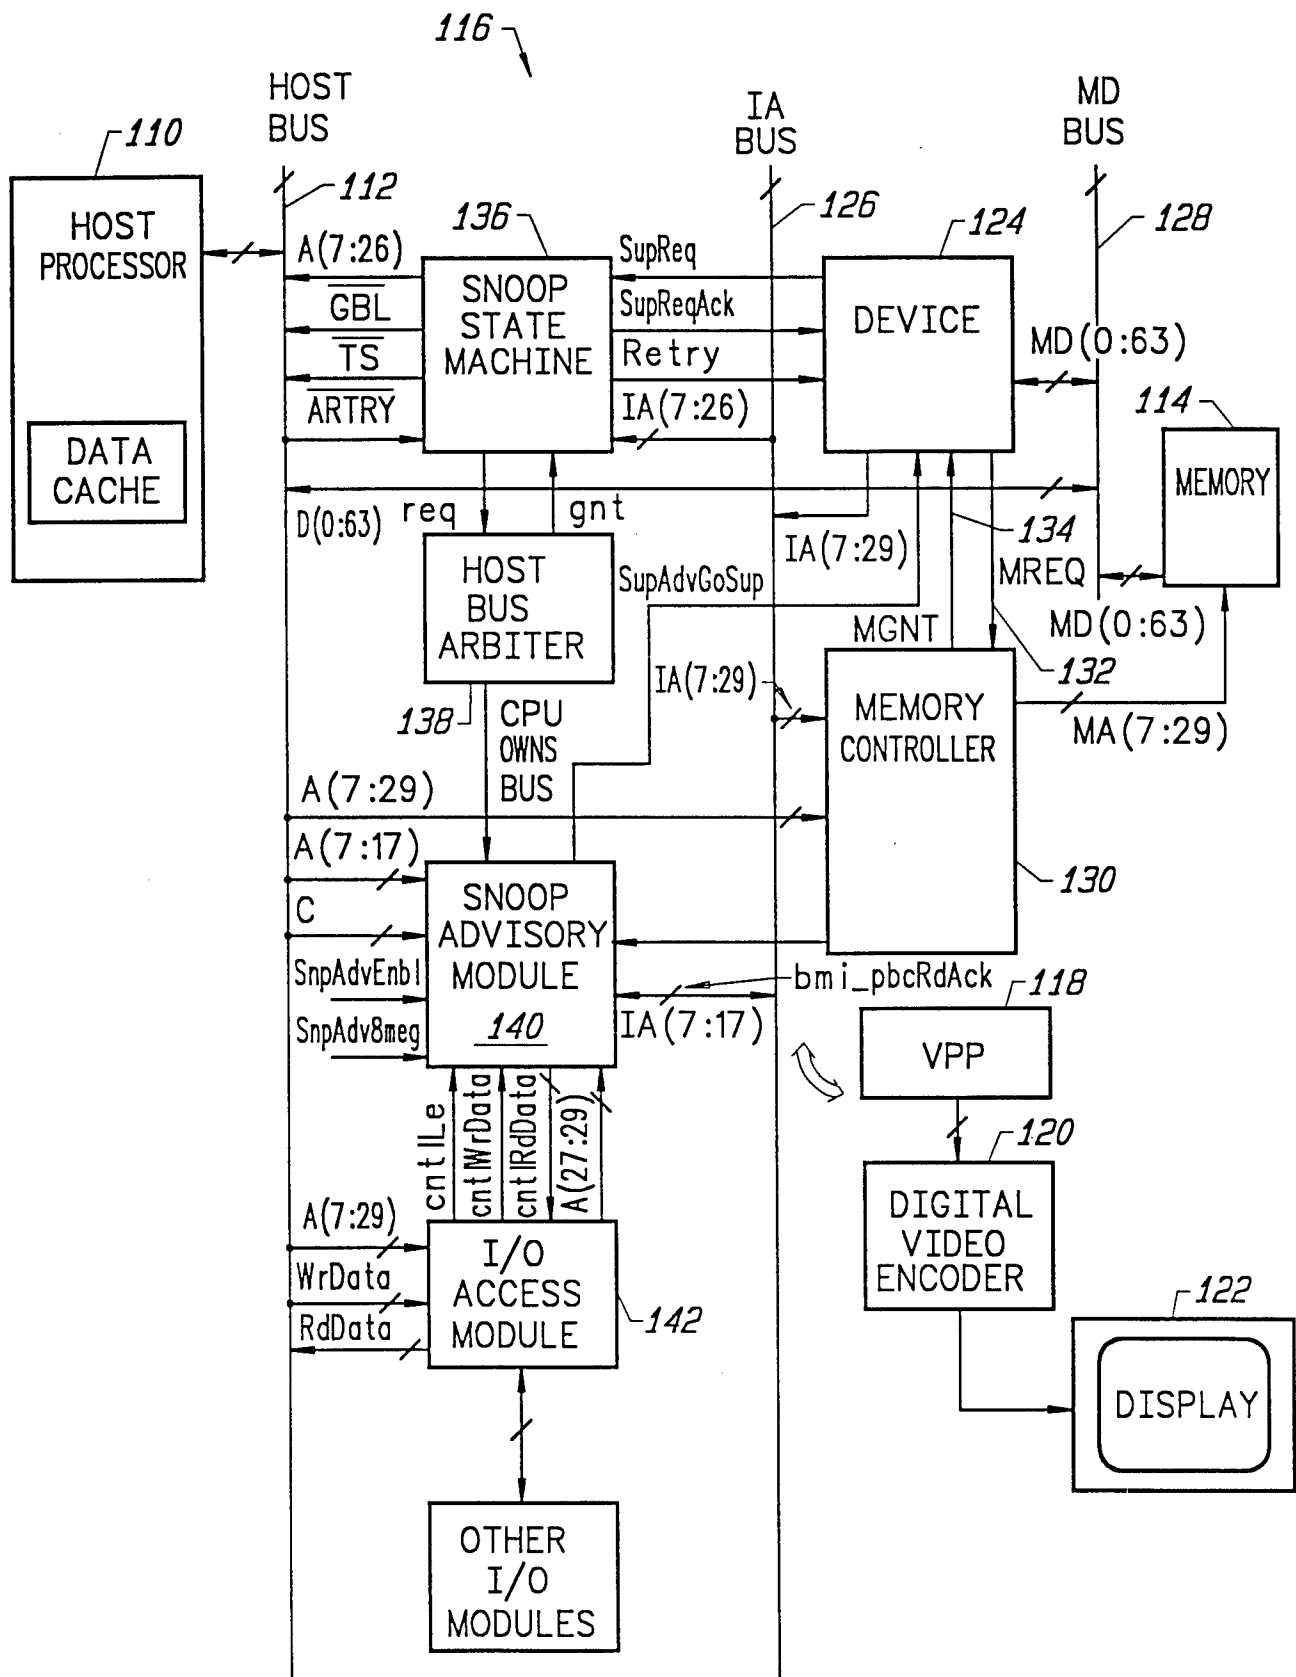 116
HOST
BUS
IA
BUS
MD
BUS
110
HOST
PROCESSOR
DATA
CACHE
112
126
128
136
SNOOP
STATE
MACHINE
124
DEVICE
A(7:26)
GBL
TS
ARTRY
SupReq
SupReqAck
Retry
IA(7:26)
MD(0:63)
114
MEMORY
D(0:63)
req
gnt
IA(7:29)
134
MREQ
MD(0:63)
HOST
BUS
ARBITER
138
SupAdvGoSup
MGNT
132
IA(7:29)
MEMORY
CONTROLLER
MA(7:29)
130
CPU
OWNS
BUS
A(7:29)
A(7:17)
C
SnpAdvEnbl
SnpAdv8meg
SNOOP
ADVISORY
MODULE
140
bmi_pbcRdAck
IA(7:17)
118
VPP
cntlLe
cntlWrData
cntlRdData
A(27:29)
120
DIGITAL
VIDEO
ENCODER
A(7:29)
WrData
RdData
I/O
ACCESS
MODULE
142
122
DISPLAY
OTHER
I/O
MODULES